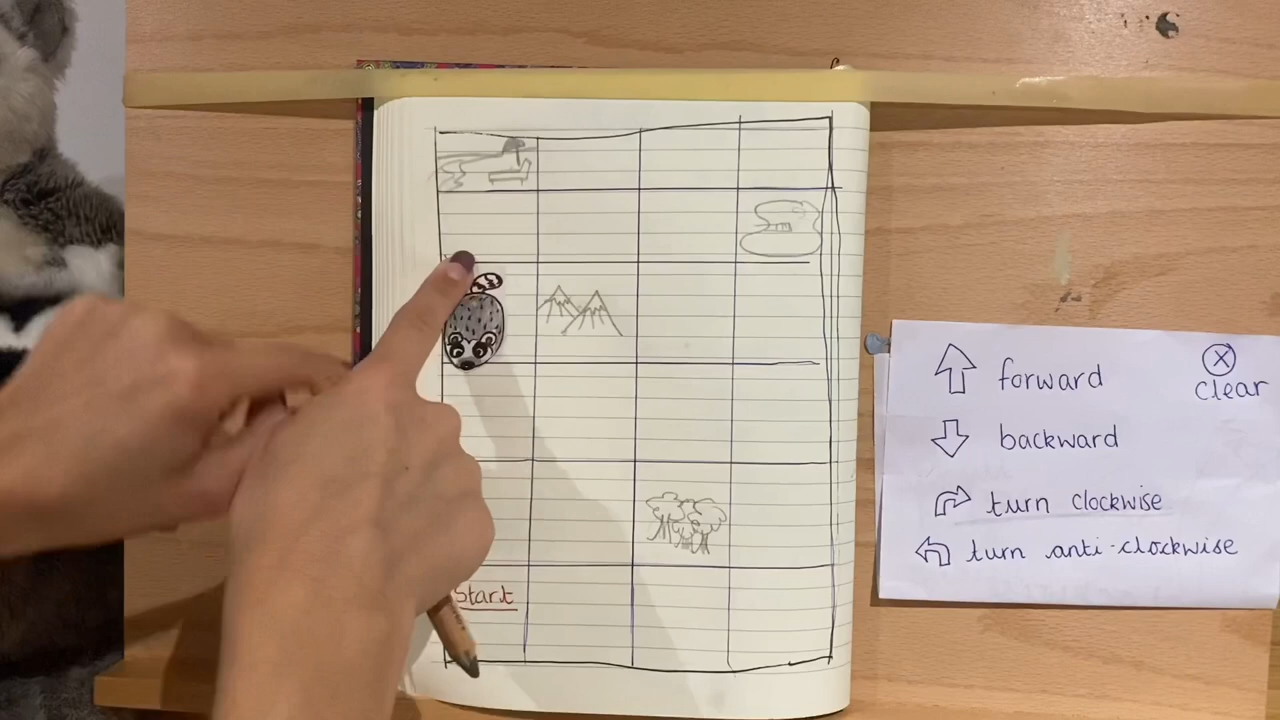 forward
clear
backward
turn clockwise
turn anti-clockwise
Start